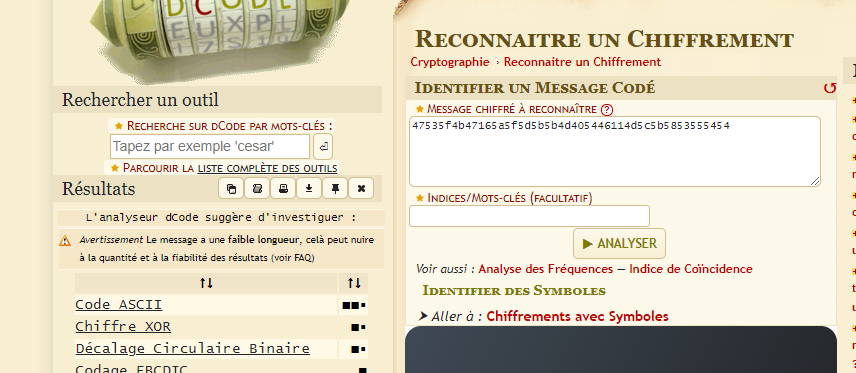 DCODE
EUXPL
Rechercher un outil
★ Recherche sur dCode par mots-clés :
Tapez par exemple 'cesar'
★ Parcourir la liste complète des outils
Résultats
L'analyseur dCode suggère d'investiguer :
Avertissement Le message a une faible longueur, celà peut nuire
à la quantité et à la fiabilité des résultats (voir FAQ)
↑↓ ↑↓
Code ASCII ■■▪
Chiffre XOR ■▪
Décalage Circulaire Binaire ■▪
Codage EBCDIC ■
Reconnaitre un Chiffrement
Cryptographie › Reconnaitre un Chiffrement
Identifier un Message Codé
★ Message chiffré à reconnaître ?
47535f4b47165a5f5d5b5b4d405446114d5c5b5853555454
★ Indices/Mots-clés (facultatif)
▶ ANALYSER
Voir aussi : Analyse des Fréquences — Indice de Coïncidence
Identifier des Symboles
➤ Aller à : Chiffrements avec Symboles